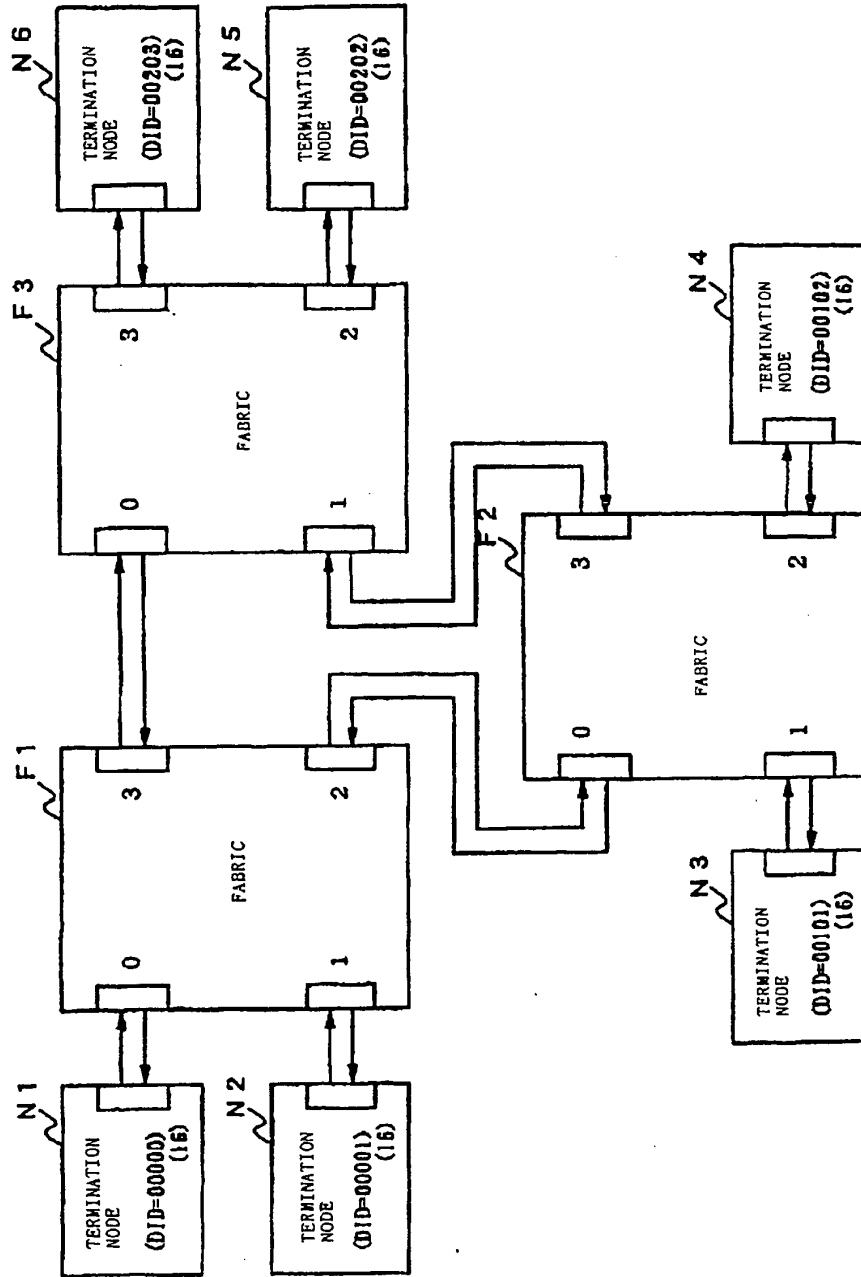 N1
TERMINATION
NODE
(DID=00000)
(16)
N2
TERMINATION
NODE
(DID=00001)
(16)
F1
0
1
2
3
FABRIC
F3
0
1
2
3
FABRIC
N6
TERMINATION
NODE
(DID=00203)
(16)
N5
TERMINATION
NODE
(DID=00202)
(16)
N3
TERMINATION
NODE
(DID=00101)
(16)
F2
0
1
2
3
FABRIC
N4
TERMINATION
NODE
(DID=00102)
(16)